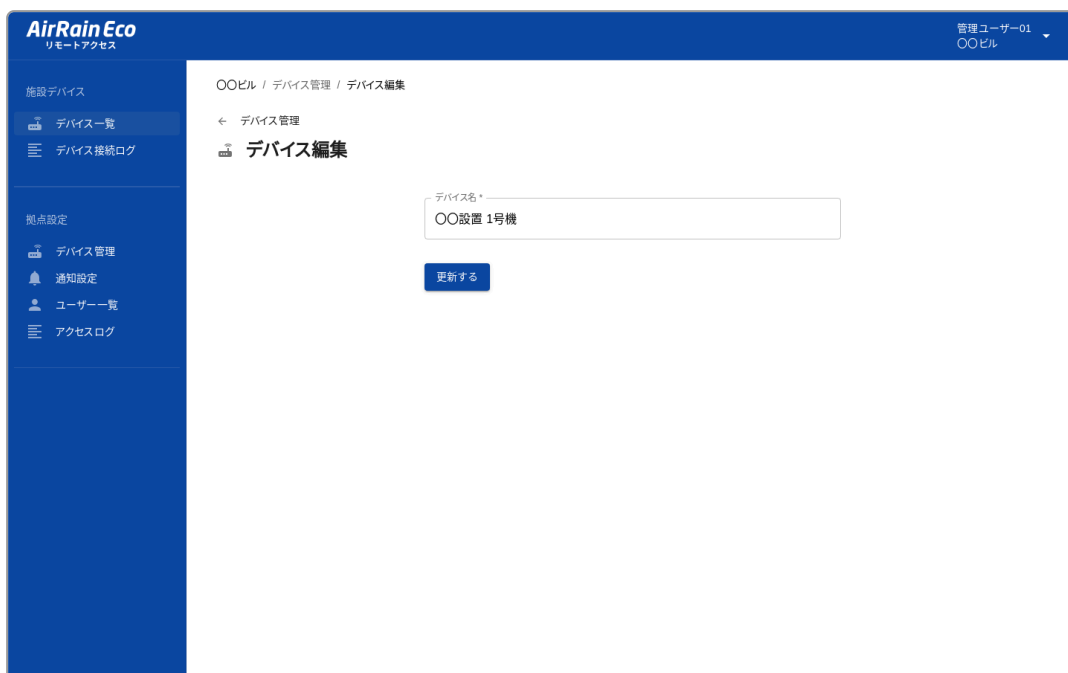 AirRain Eco
リモートアクセス
管理ユーザー01
〇〇ビル
施設デバイス
デバイス一覧
デバイス接続ログ
拠点設定
デバイス管理
通知設定
ユーザー一覧
アクセスログ
〇〇ビル / デバイス管理 / デバイス編集
← デバイス管理
デバイス編集
デバイス名 *
〇〇設置 1号機
更新する